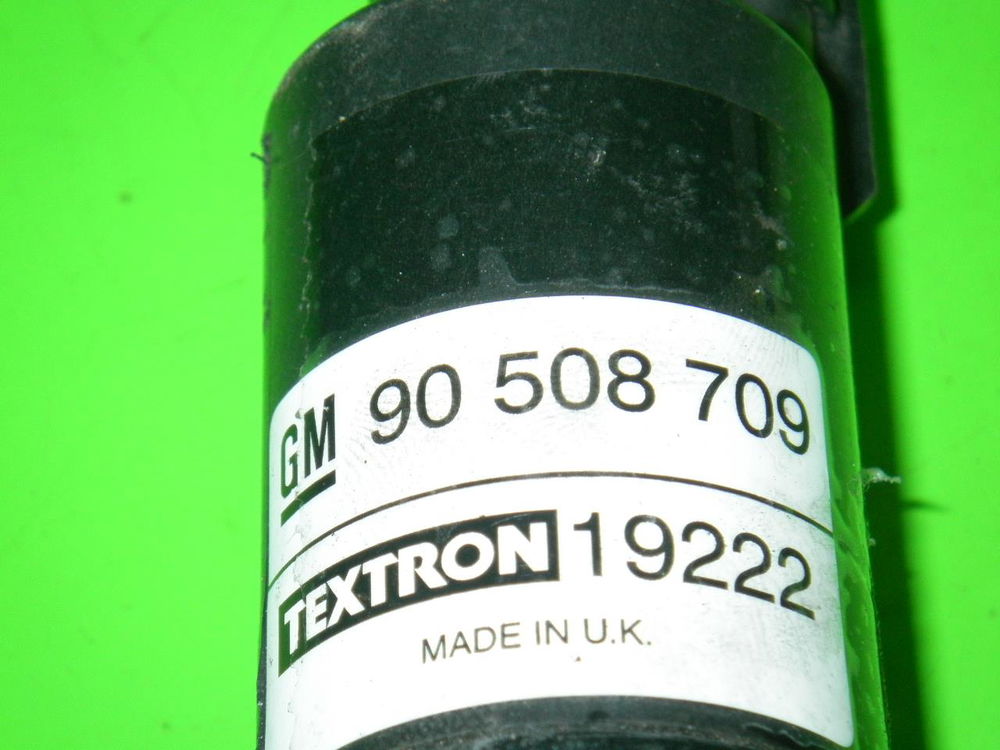 GM 90 508 709
TEXTRON 19222
MADE IN U.K.